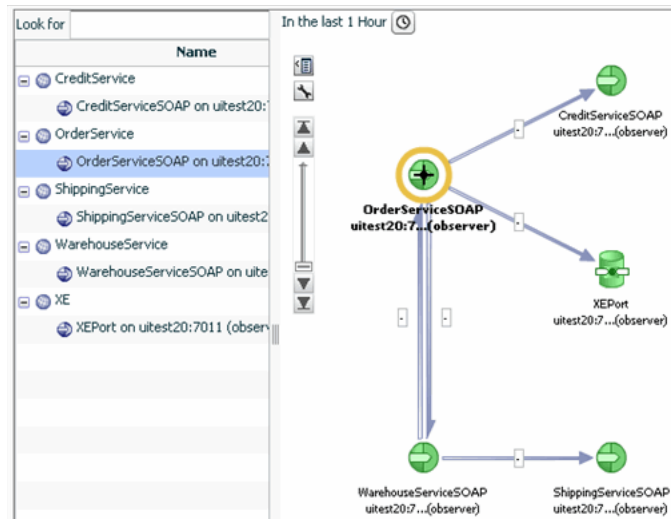 Look for
Name
CreditService
CreditServiceSOAP on uitest20:
OrderService
OrderServiceSOAP on uitest20:
ShippingService
ShippingServiceSOAP on uitest2
WarehouseService
WarehouseServiceSOAP on uite
XE
XEPort on uitest20:7011 (observ
In the last 1 Hour
-
CreditServiceSOAP
uitest20:7...(observer)
OrderServiceSOAP
uitest20:7...(observer)
-
XEPort
uitest20:7...(observer)
-
-
-
WarehouseServiceSOAP
uitest20:7...(observer)
ShippingServiceSOAP
uitest20:7...(observer)